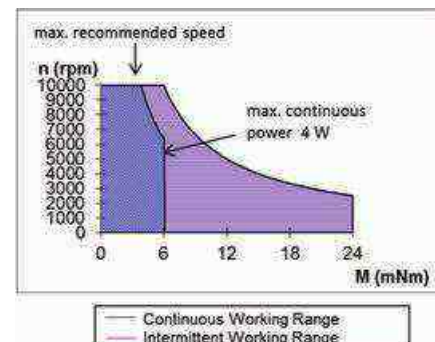 max. recommended speed
n (rpm)
10000
9000
8000
7000
6000
5000
4000
3000
2000
1000
0
max. continuous
power 4 W
0 6 12 18 24
M (mNm)
Continuous Working Range
Intermittent Working Range